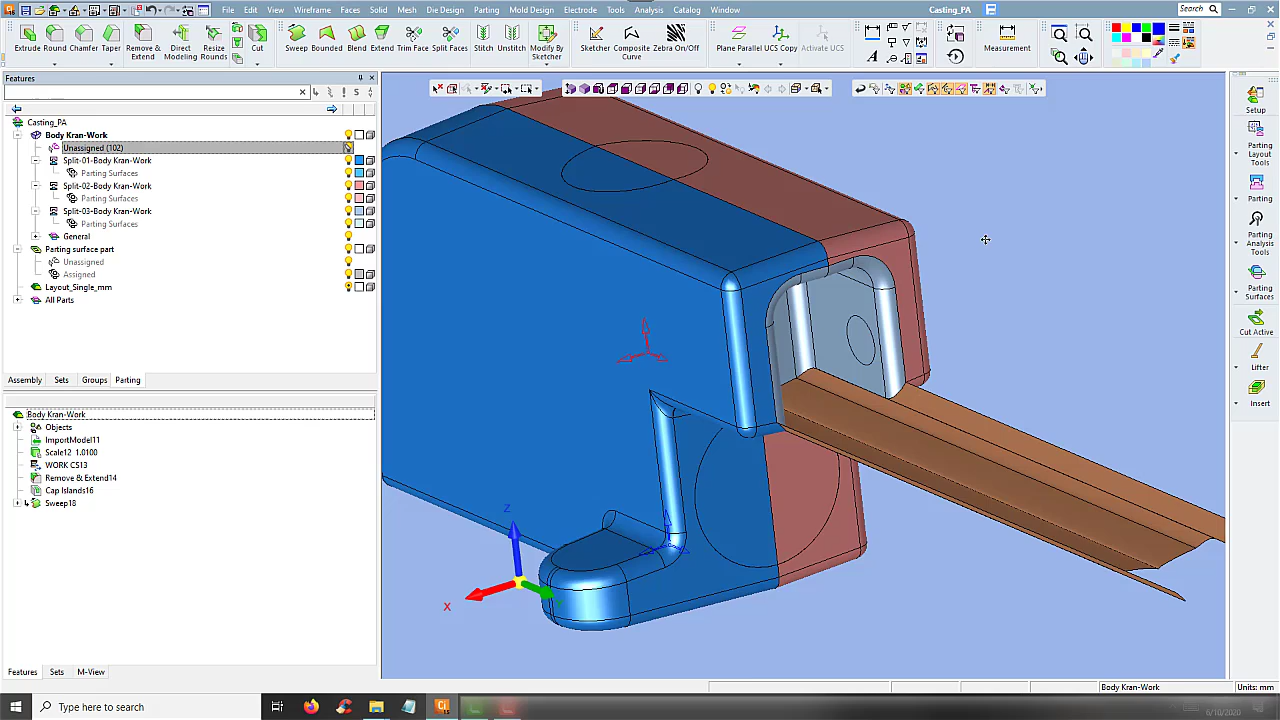 File Edit View Wireframe Faces Solid Mesh Die Design Parting Mold Design Electrode Tools Analysis Catalog Window
Casting_PA
Search
Extrude Round Chamfer Taper
Remove & Extend
Direct Modeling
Resize Rounds
Cut
Sweep Bounded Blend Extend
Stitch Unstitch
Modify By Sketcher
Sketcher
Composite Curve
Zebra On/Off
Plane
Parallel UCS
Copy
Activate UCS
Measurement
Features
Casting_PA
Body Kran-Work
Unassigned (102)
Split-01-Body Kran-Work
Parting Surfaces
Split-02-Body Kran-Work
Parting Surfaces
Split-03-Body Kran-Work
Parting Surfaces
General
Parting surface part
Unassigned
Assigned
Layout_Single_mm
All Parts
Assembly Sets Groups Parting
Body Kran-Work
Objects
ImportModel11
Scale12 1.0100
WORK CS13
Remove & Extend14
Cap Islands16
Sweep18
Features Sets M-View
Z
X
Setup
Parting Layout Tools
Parting
Parting Analysis Tools
Parting Surfaces
Cut Active
Lifter
Insert
Body Kran-Work
Units: mm
Type here to search
6/10/2020